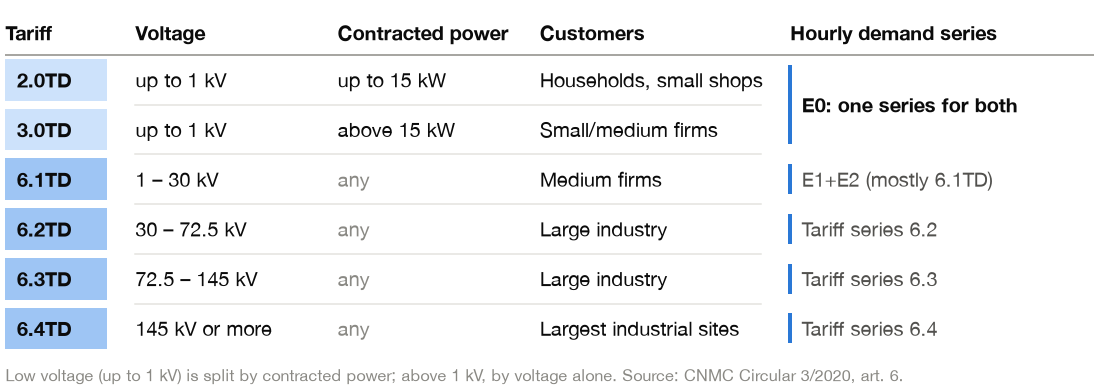 Tariff Voltage Contracted power Customers Hourly demand series
2.0TD up to 1 kV up to 15 kW Households, small shops
E0: one series for both
3.0TD up to 1 kV above 15 kW Small/medium firms
6.1TD 1 – 30 kV any Medium firms E1+E2 (mostly 6.1TD)
6.2TD 30 – 72.5 kV any Large industry Tariff series 6.2
6.3TD 72.5 – 145 kV any Large industry Tariff series 6.3
6.4TD 145 kV or more any Largest industrial sites Tariff series 6.4
Low voltage (up to 1 kV) is split by contracted power; above 1 kV, by voltage alone. Source: CNMC Circular 3/2020, art. 6.